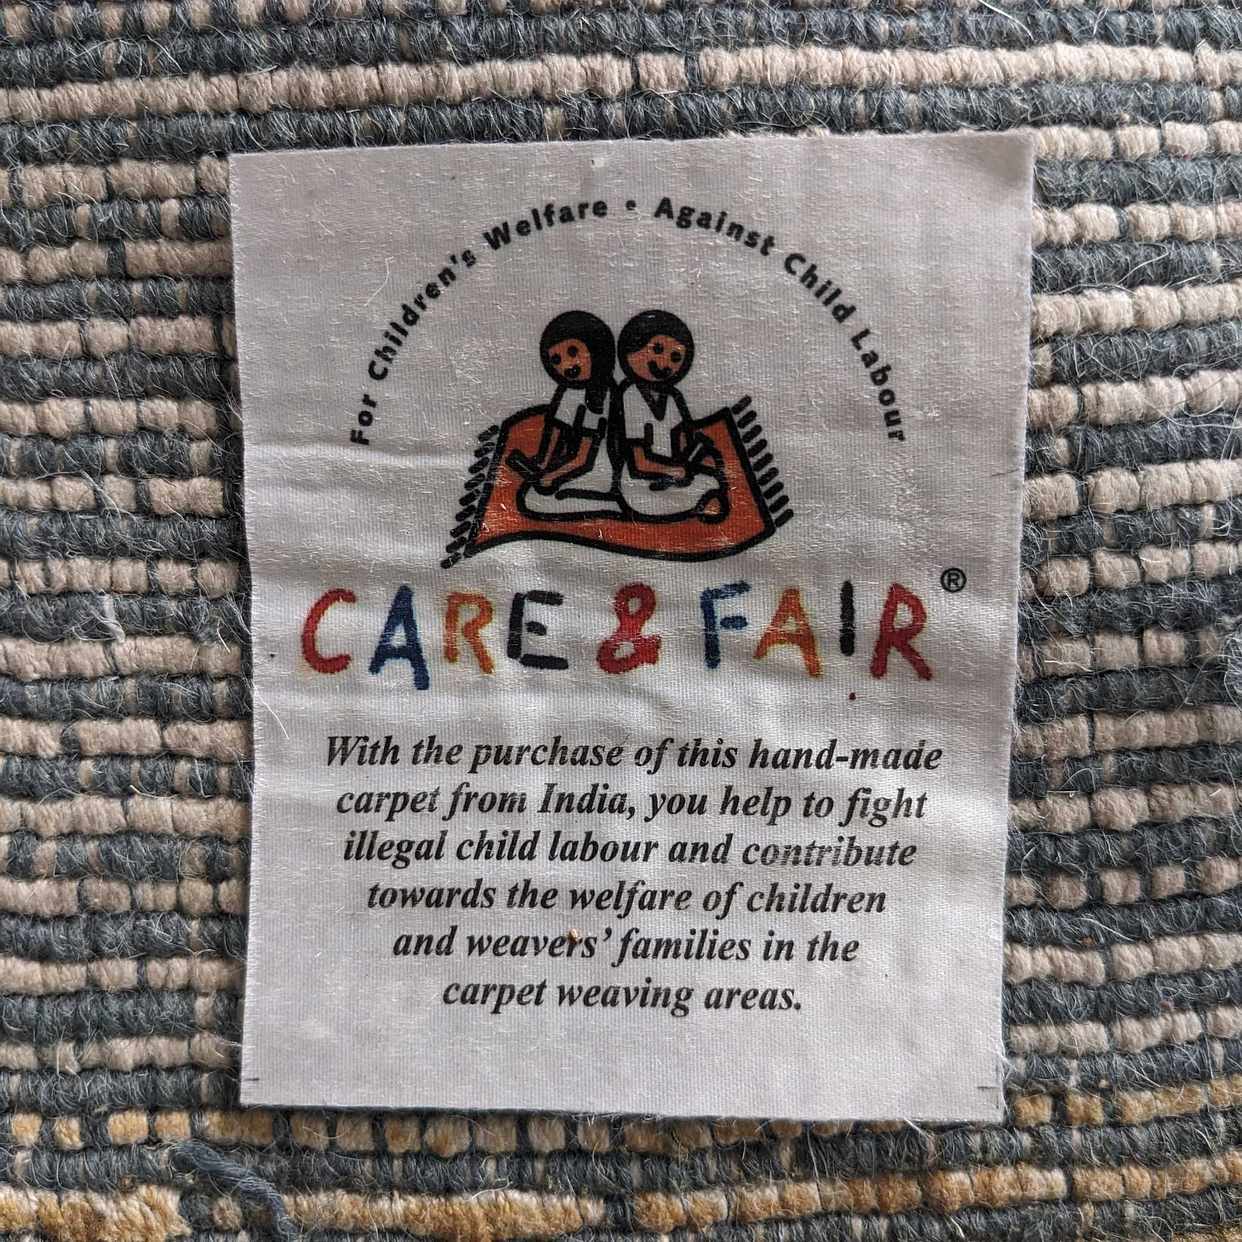 For Children's Welfare • Against Child Labour
CARE & FAIR®
With the purchase of this hand-made
carpet from India, you help to fight
illegal child labour and contribute
towards the welfare of children
and weavers' families in the
carpet weaving areas.